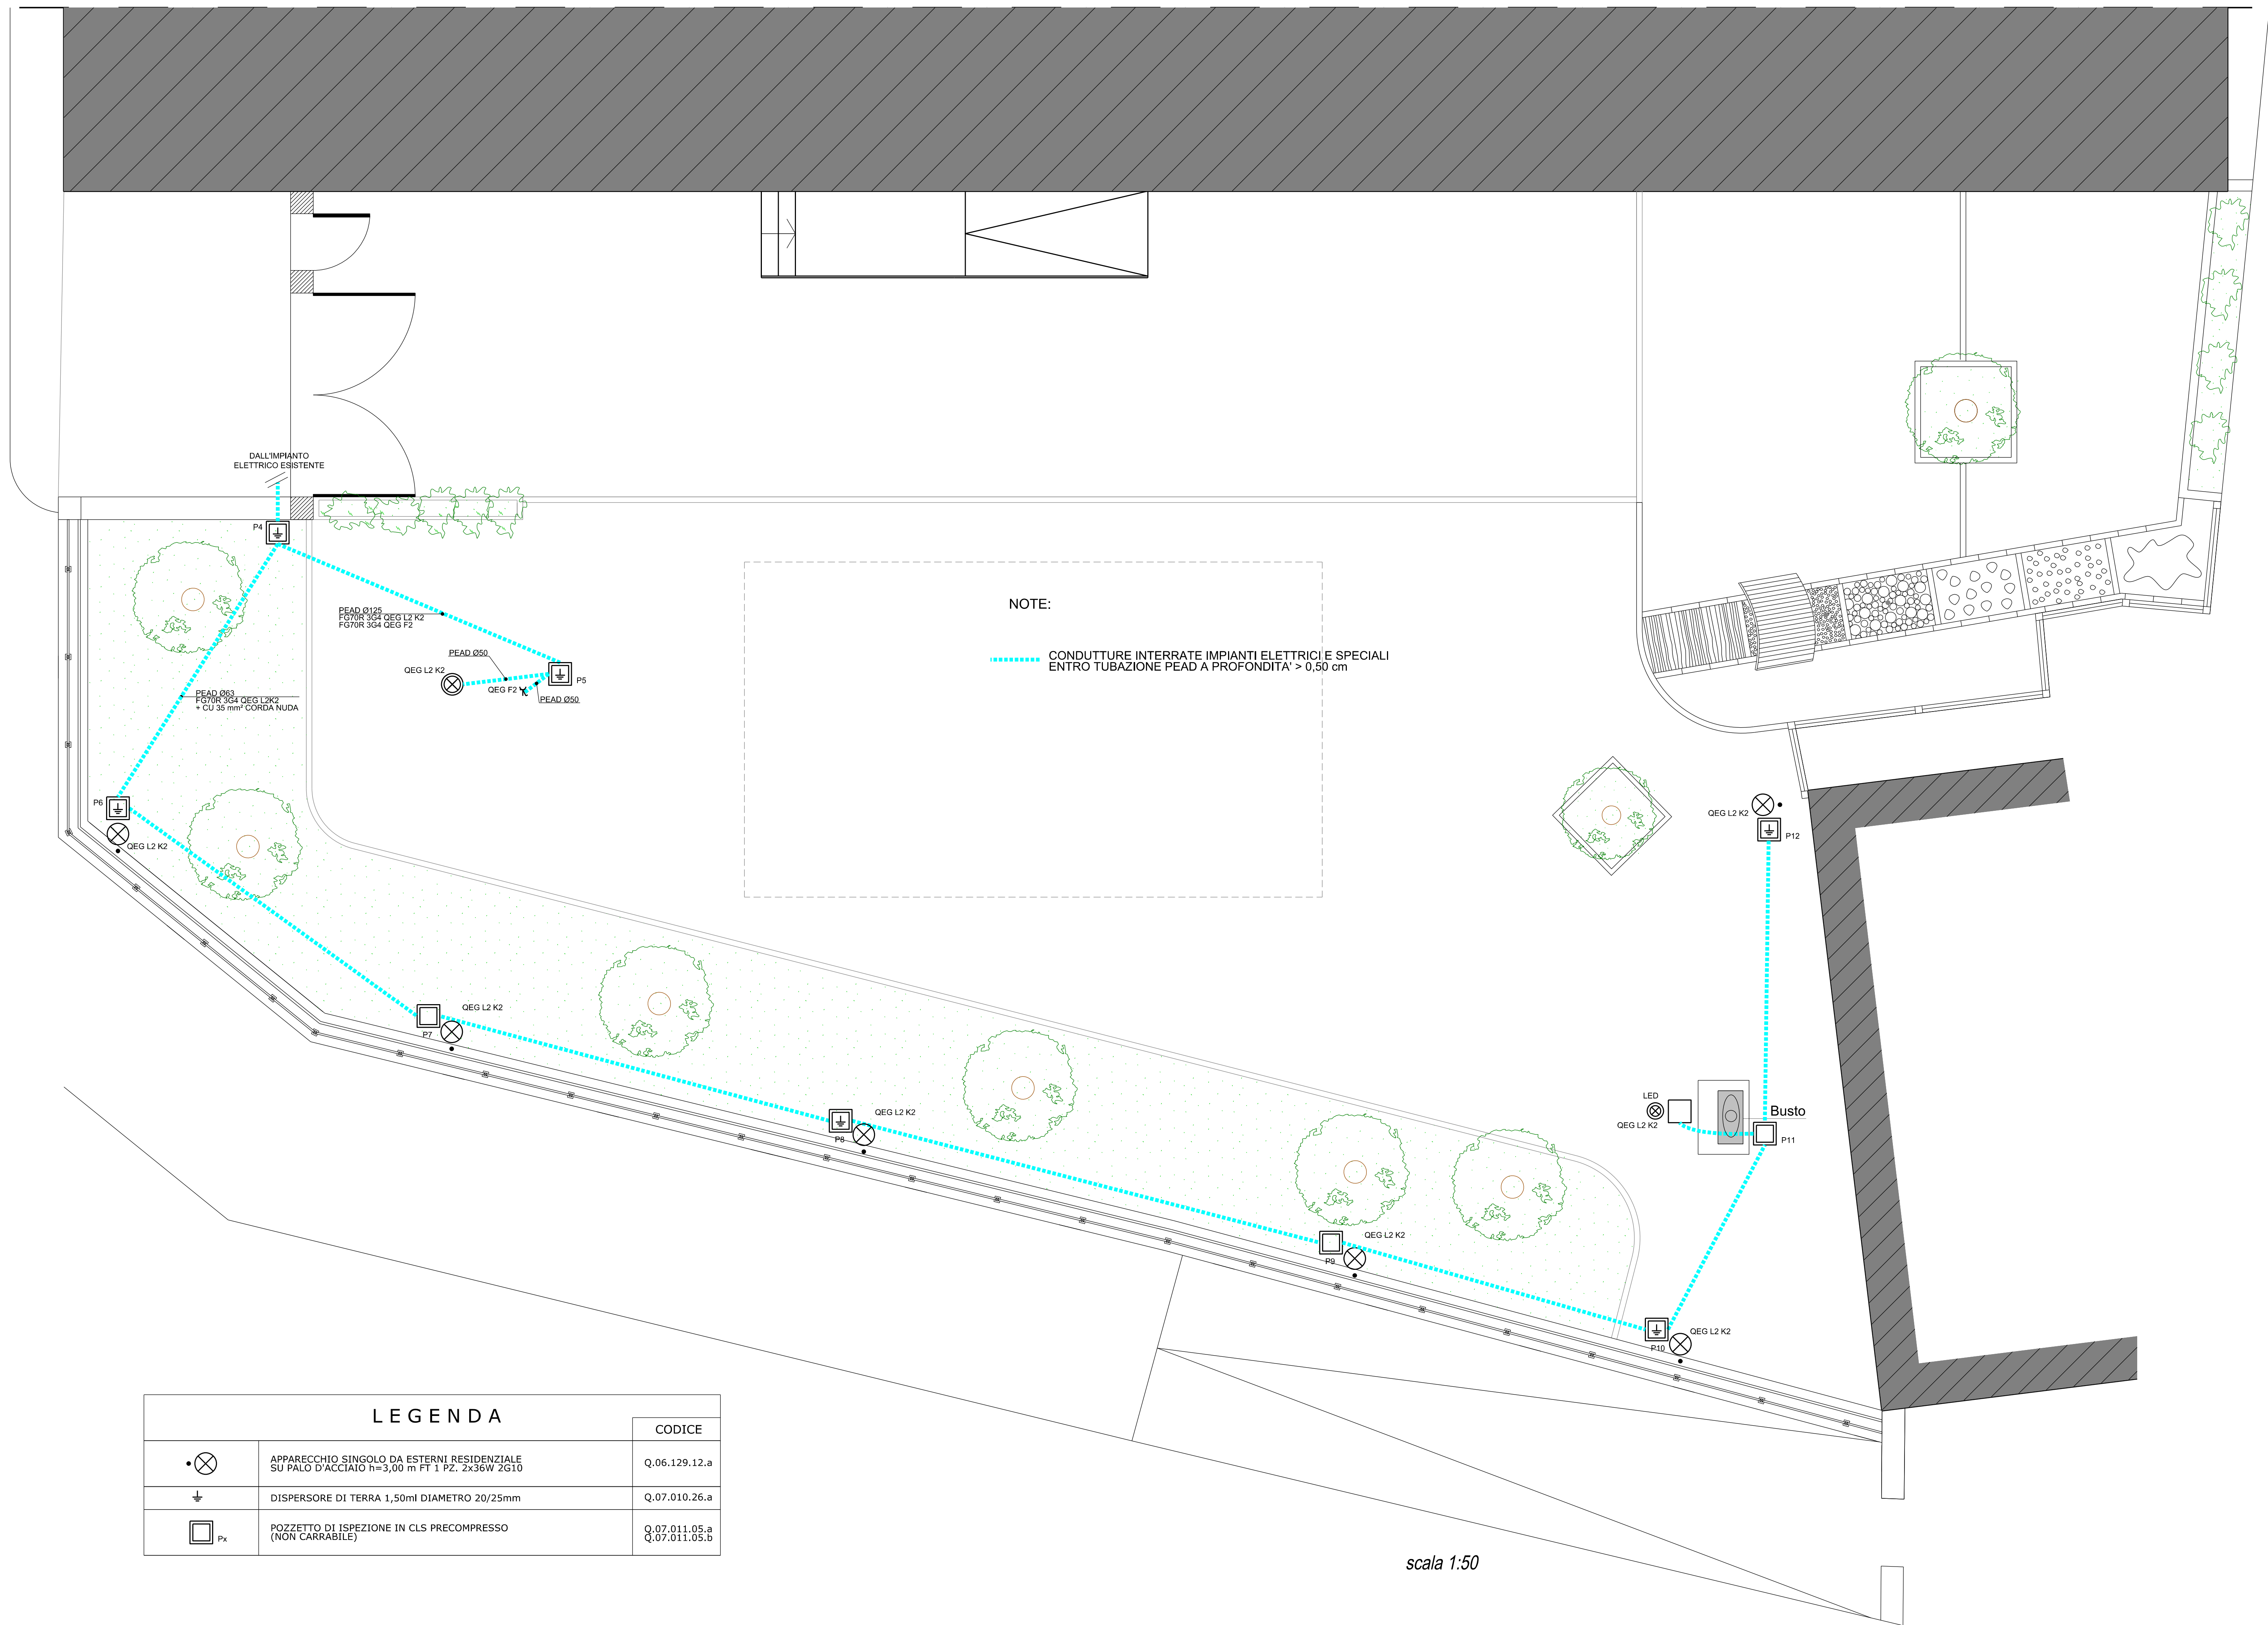 DALL'IMPIANTO
ELETTRICO ESISTENTE
P4
PEAD Ø125
FG70R 3G4 QEG L2 K2
FG70R 3G4 QEG F2
PEAD Ø50
QEG L2 K2
QEG F2
P5
PEAD Ø50
PEAD Ø63
FG70R 3G4 QEG L2K2
+ CU 35 mm² CORDA NUDA
NOTE:
CONDUTTURE INTERRATE IMPIANTI ELETTRICI E SPECIALI
ENTRO TUBAZIONE PEAD A PROFONDITA' > 0,50 cm
P6
QEG L2 K2
QEG L2 K2
P12
QEG L2 K2
P7
QEG L2 K2
P8
LED
QEG L2 K2
Busto
P11
QEG L2 K2
P9
QEG L2 K2
P10
LEGENDA
CODICE
APPARECCHIO SINGOLO DA ESTERNI RESIDENZIALE
SU PALO D'ACCIAIO h=3,00 m FT 1 PZ. 2x36W 2G10
Q.06.129.12.a
DISPERSORE DI TERRA 1,50ml DIAMETRO 20/25mm
Q.07.010.26.a
Px
POZZETTO DI ISPEZIONE IN CLS PRECOMPRESSO
(NON CARRABILE)
Q.07.011.05.a
Q.07.011.05.b
scala 1:50